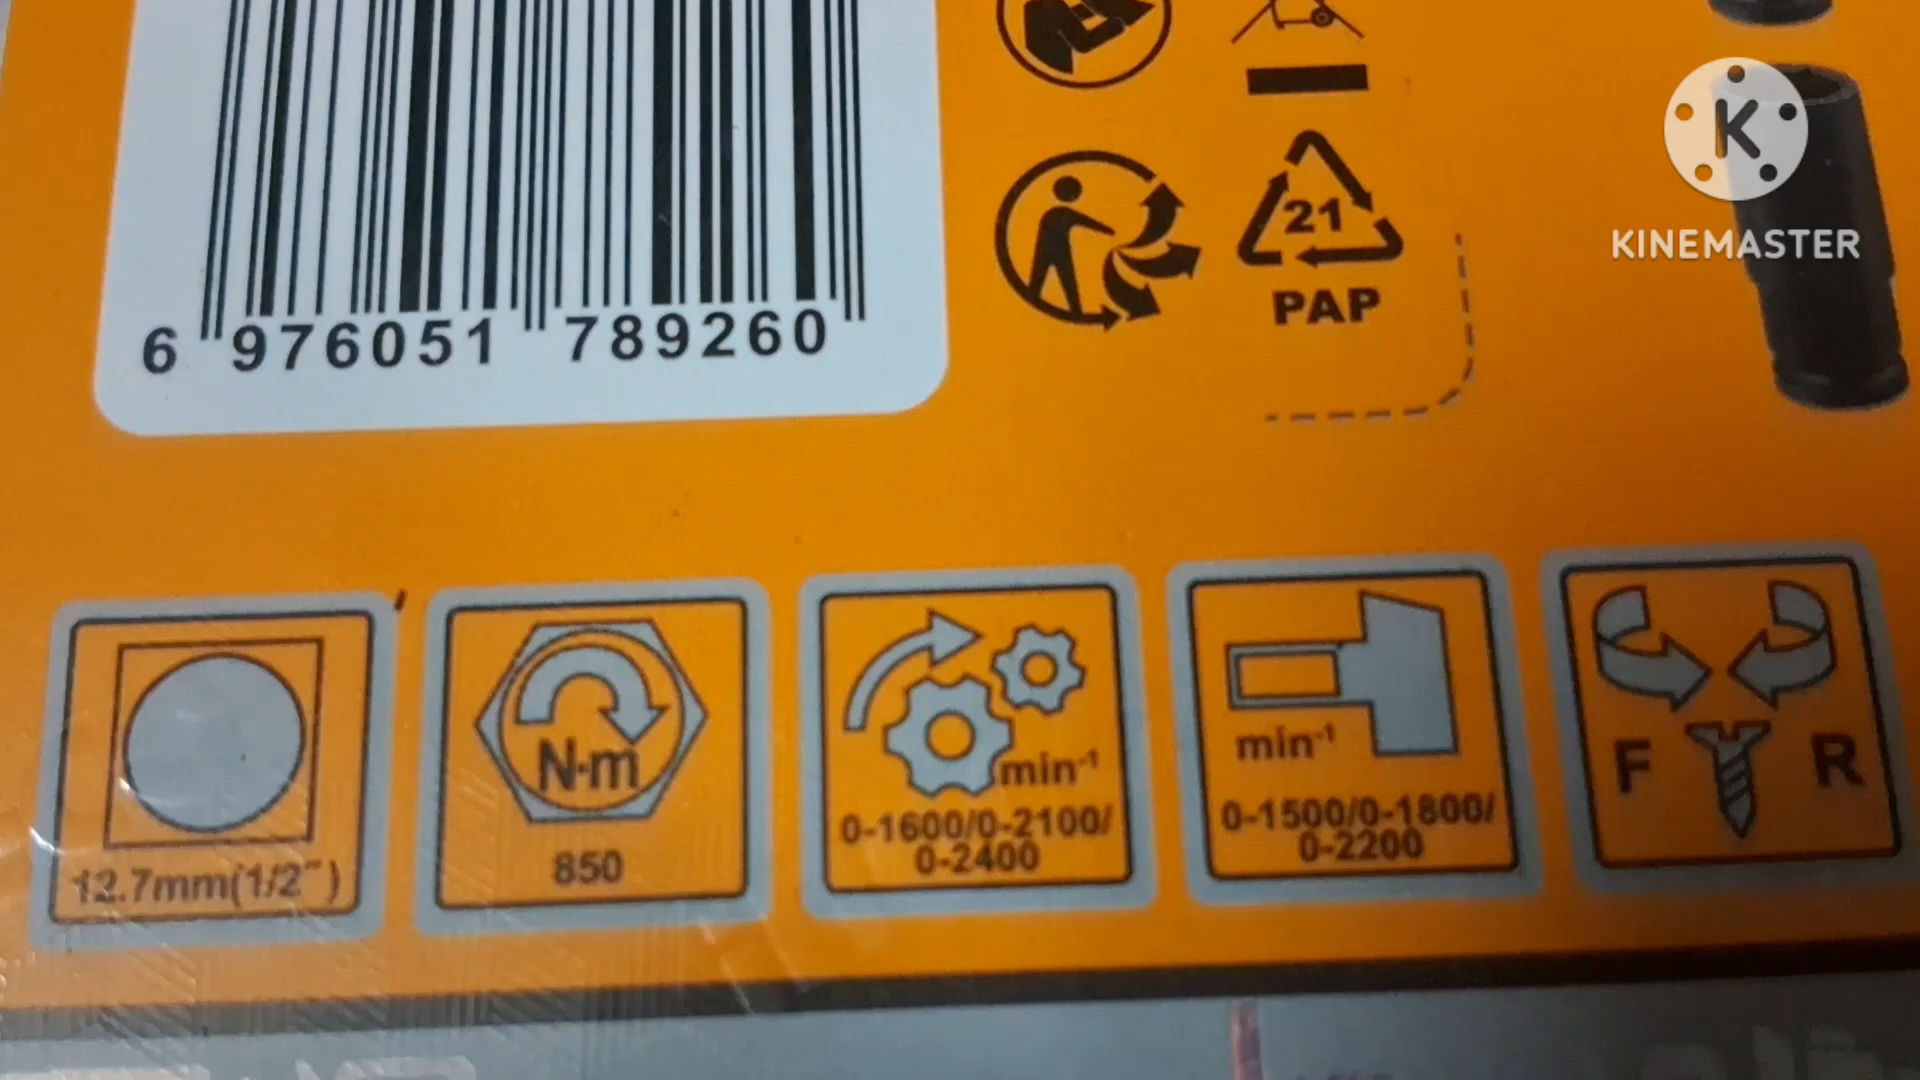 K
KINEMASTER
21
PAP
6 976051 789260
12.7mm(1/2")
N·m
850
min-1
0-1600/0-2100/
0-2400
min-1
0-1500/0-1800/
0-2200
F R